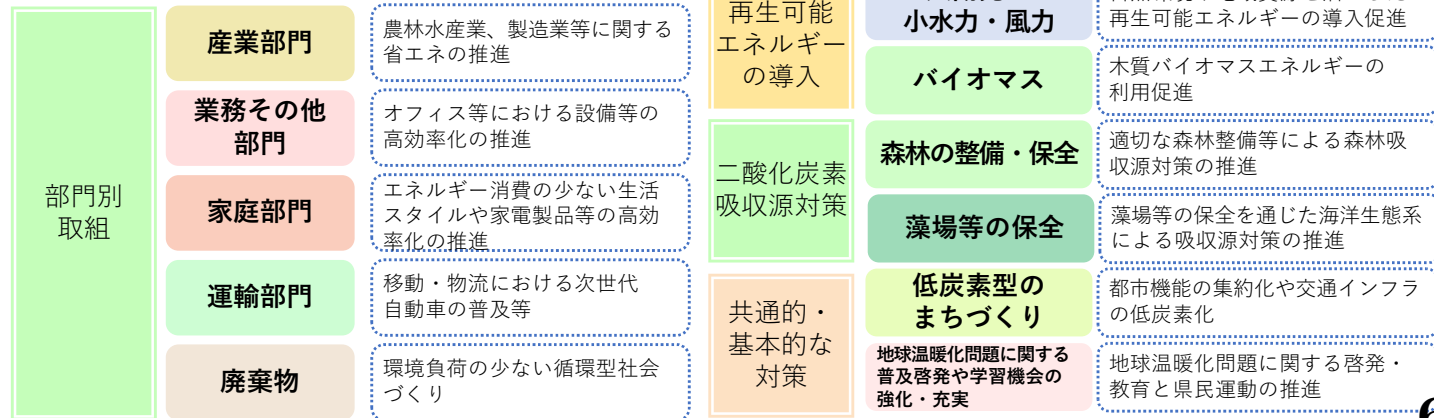 部門別
取組
産業部門
農林水産業、製造業等に関する
省エネの推進
業務その他
部門
オフィス等における設備等の
高効率化の推進
家庭部門
エネルギー消費の少ない生活
スタイルや家電製品等の高効
率化の推進
運輸部門
移動・物流における次世代
自動車の普及等
廃棄物
環境負荷の少ない循環型社会
づくり
再生可能
エネルギー
の導入
小水力・風力
再生可能エネルギーの導入促進
バイオマス
木質バイオマスエネルギーの
利用促進
二酸化炭素
吸収源対策
森林の整備・保全
適切な森林整備等による森林吸
収源対策の推進
藻場等の保全
藻場等の保全を通じた海洋生態系
による吸収源対策の推進
共通的・
基本的な
対策
低炭素型の
まちづくり
都市機能の集約化や交通インフラ
の低炭素化
地球温暖化問題に関する
普及啓発や学習機会の
強化・充実
地球温暖化問題に関する啓発・
教育と県民運動の推進